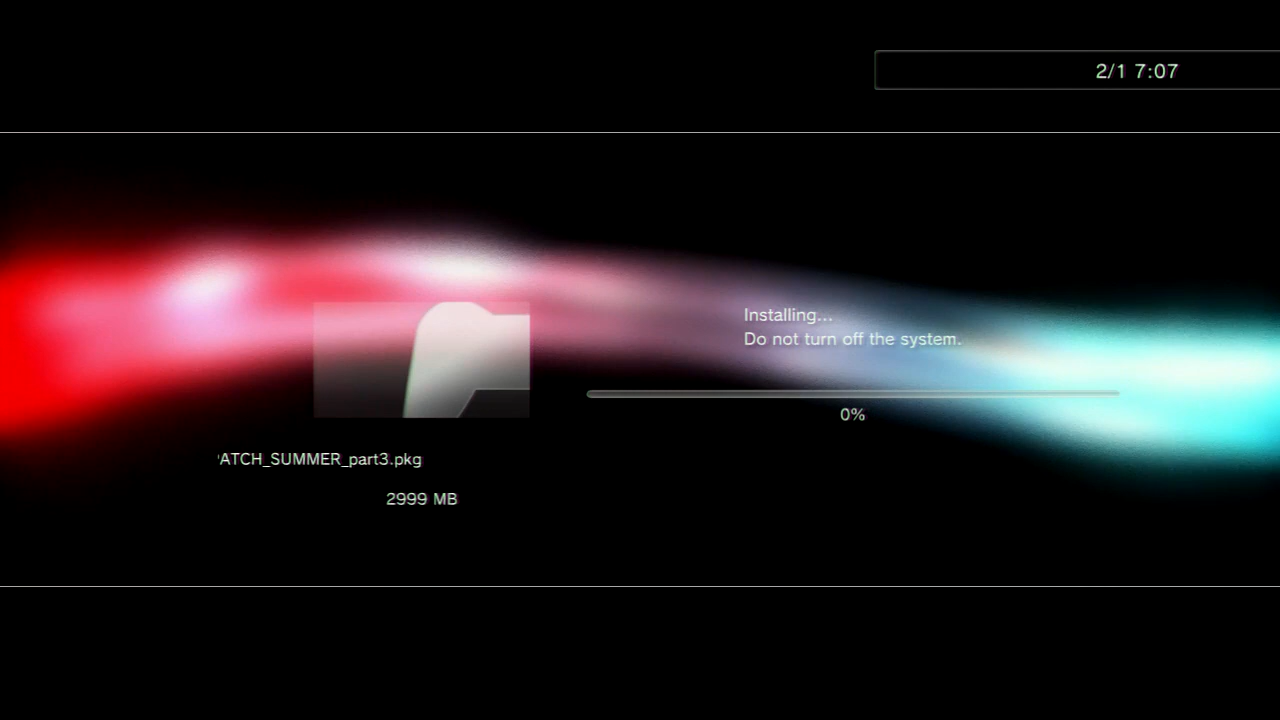 2/1 7:07
Installing...
Do not turn off the system.
0%
ATCH_SUMMER_part3.pkg
2999 MB